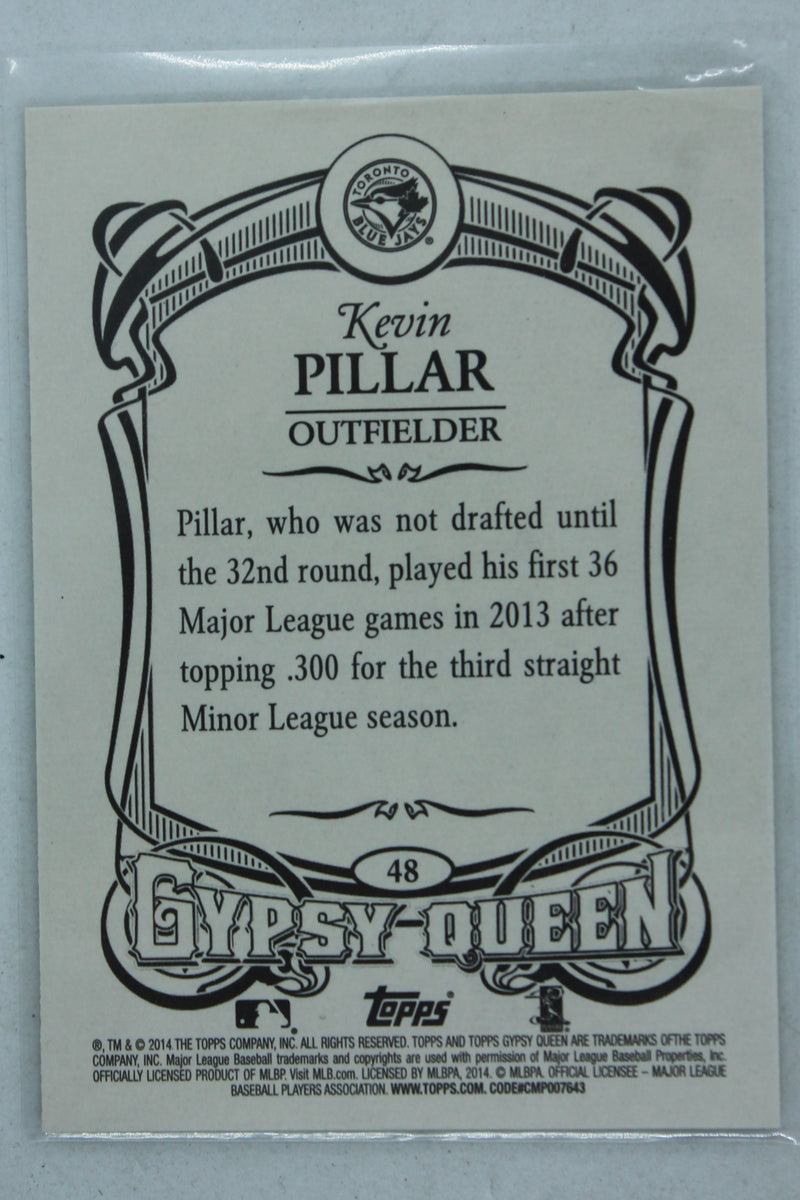 TORONTO
BLUE JAYS
®
Kevin
PILLAR
OUTFIELDER
Pillar, who was not drafted until
the 32nd round, played his first 36
Major League games in 2013 after
topping .300 for the third straight
Minor League season.
48
GYPSY QUEEN
topps®
®, TM & © 2014 THE TOPPS COMPANY, INC. ALL RIGHTS RESERVED. TOPPS AND TOPPS GYPSY QUEEN ARE TRADEMARKS OFTHE TOPPS
COMPANY, INC. Major League Baseball trademarks and copyrights are used with permission of Major League Baseball Properties, Inc.
OFFICIALLY LICENSED PRODUCT OF MLBP. Visit MLB.com. LICENSED BY MLBPA, 2014. © MLBPA. OFFICIAL LICENSEE – MAJOR LEAGUE
BASEBALL PLAYERS ASSOCIATION. WWW.TOPPS.COM. CODE#CMP007643